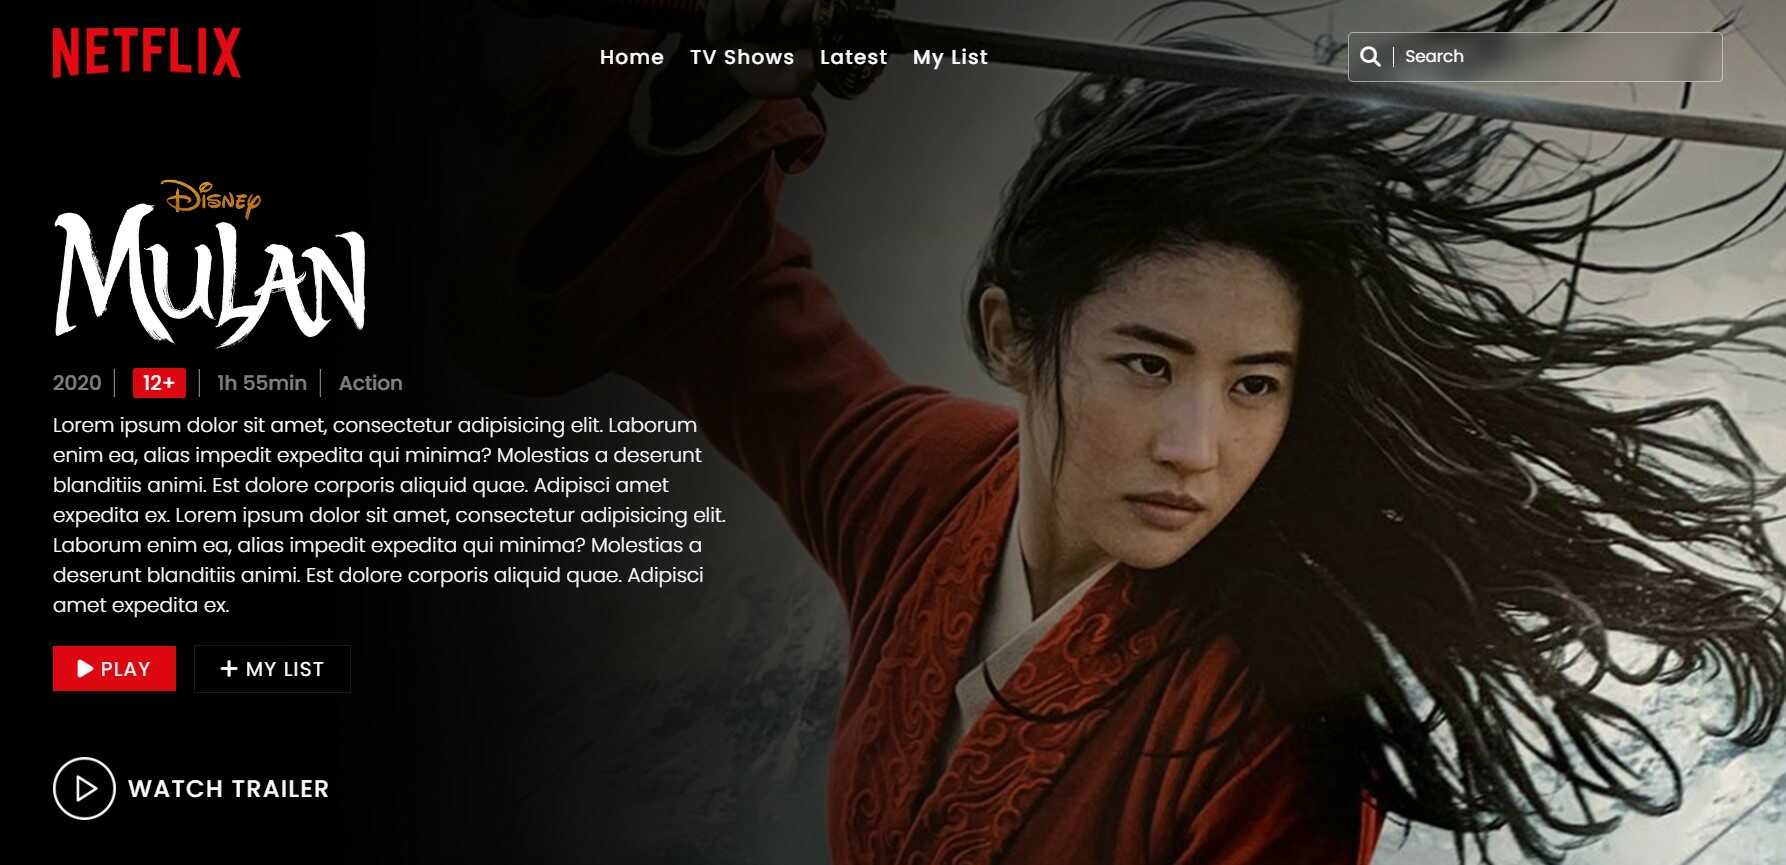 NETFLIX
Home TV Shows Latest My List
Search
Disney
MULAN
2020 12+ 1h 55min Action
Lorem ipsum dolor sit amet, consectetur adipisicing elit. Laborum
enim ea, alias impedit expedita qui minima? Molestias a deserunt
blanditiis animi. Est dolore corporis aliquid quae. Adipisci amet
expedita ex. Lorem ipsum dolor sit amet, consectetur adipisicing elit.
Laborum enim ea, alias impedit expedita qui minima? Molestias a
deserunt blanditiis animi. Est dolore corporis aliquid quae. Adipisci
amet expedita ex.
PLAY + MY LIST
WATCH TRAILER